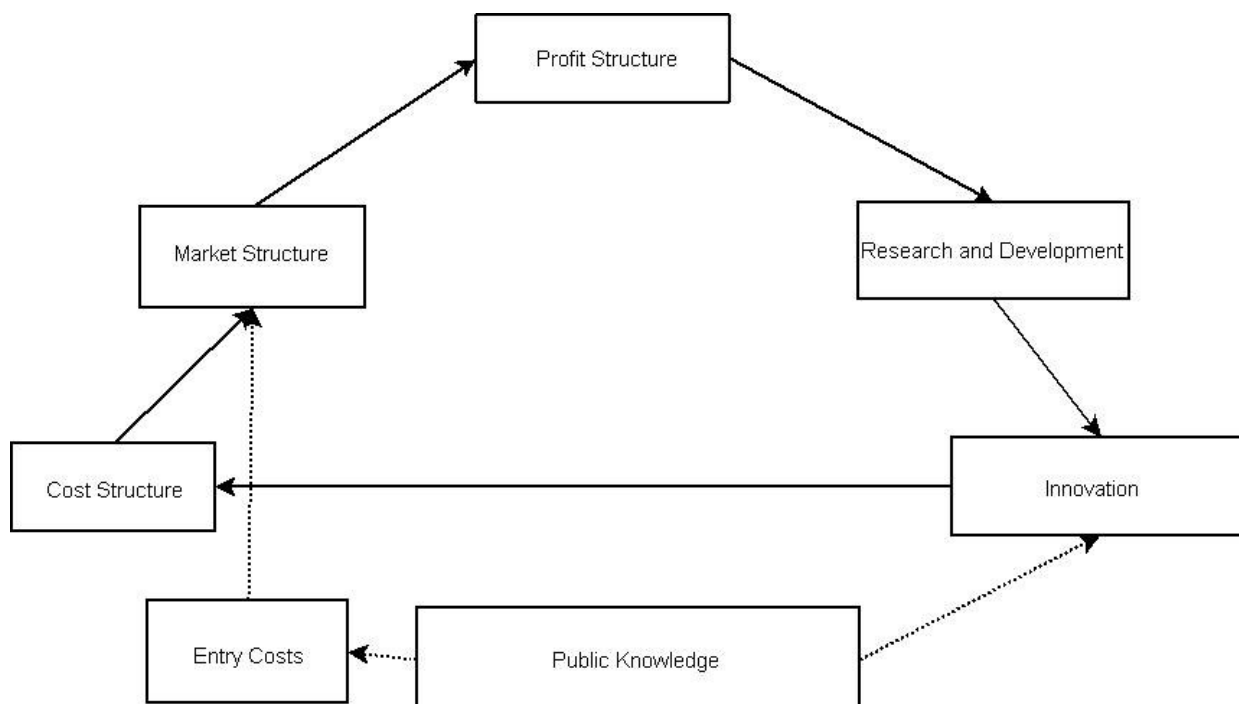 Profit Structure
Market Structure
Research and Development
Cost Structure
Innovation
Entry Costs
Public Knowledge